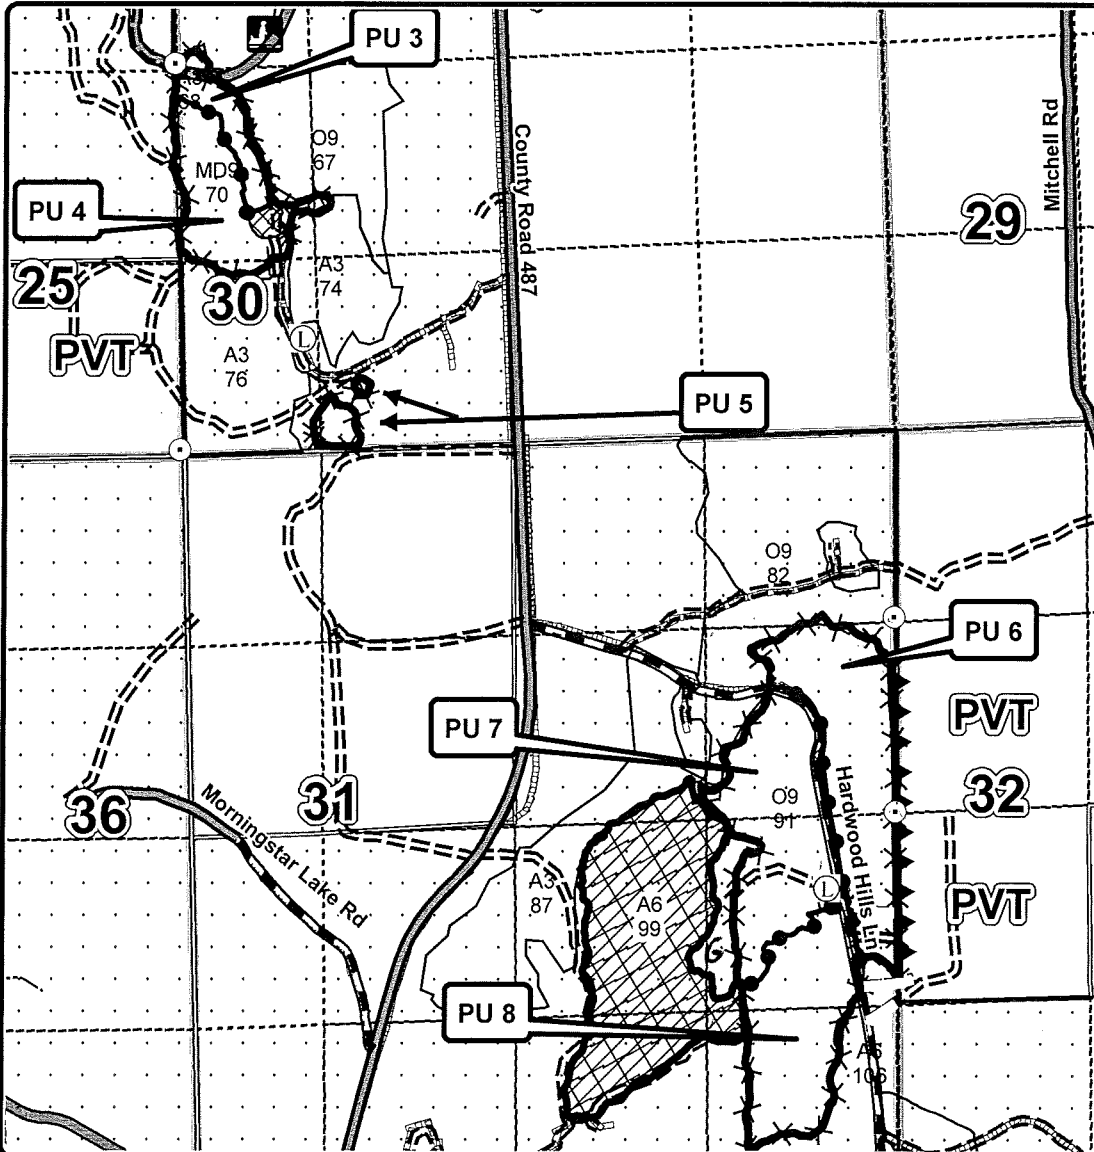 PU 3
O9
67
MD9
70
PU 4
County Road 487
Mitchell Rd
29
25
30
A3
74
PVT
L
A3
76
PU 5
O9
82
PU 6
PU 7
PVT
36
31
Morningstar Lake Rd
O9
91
Hardwood Hills Ln
32
A3
87
A6
99
L
PVT
PU 8
A6
106